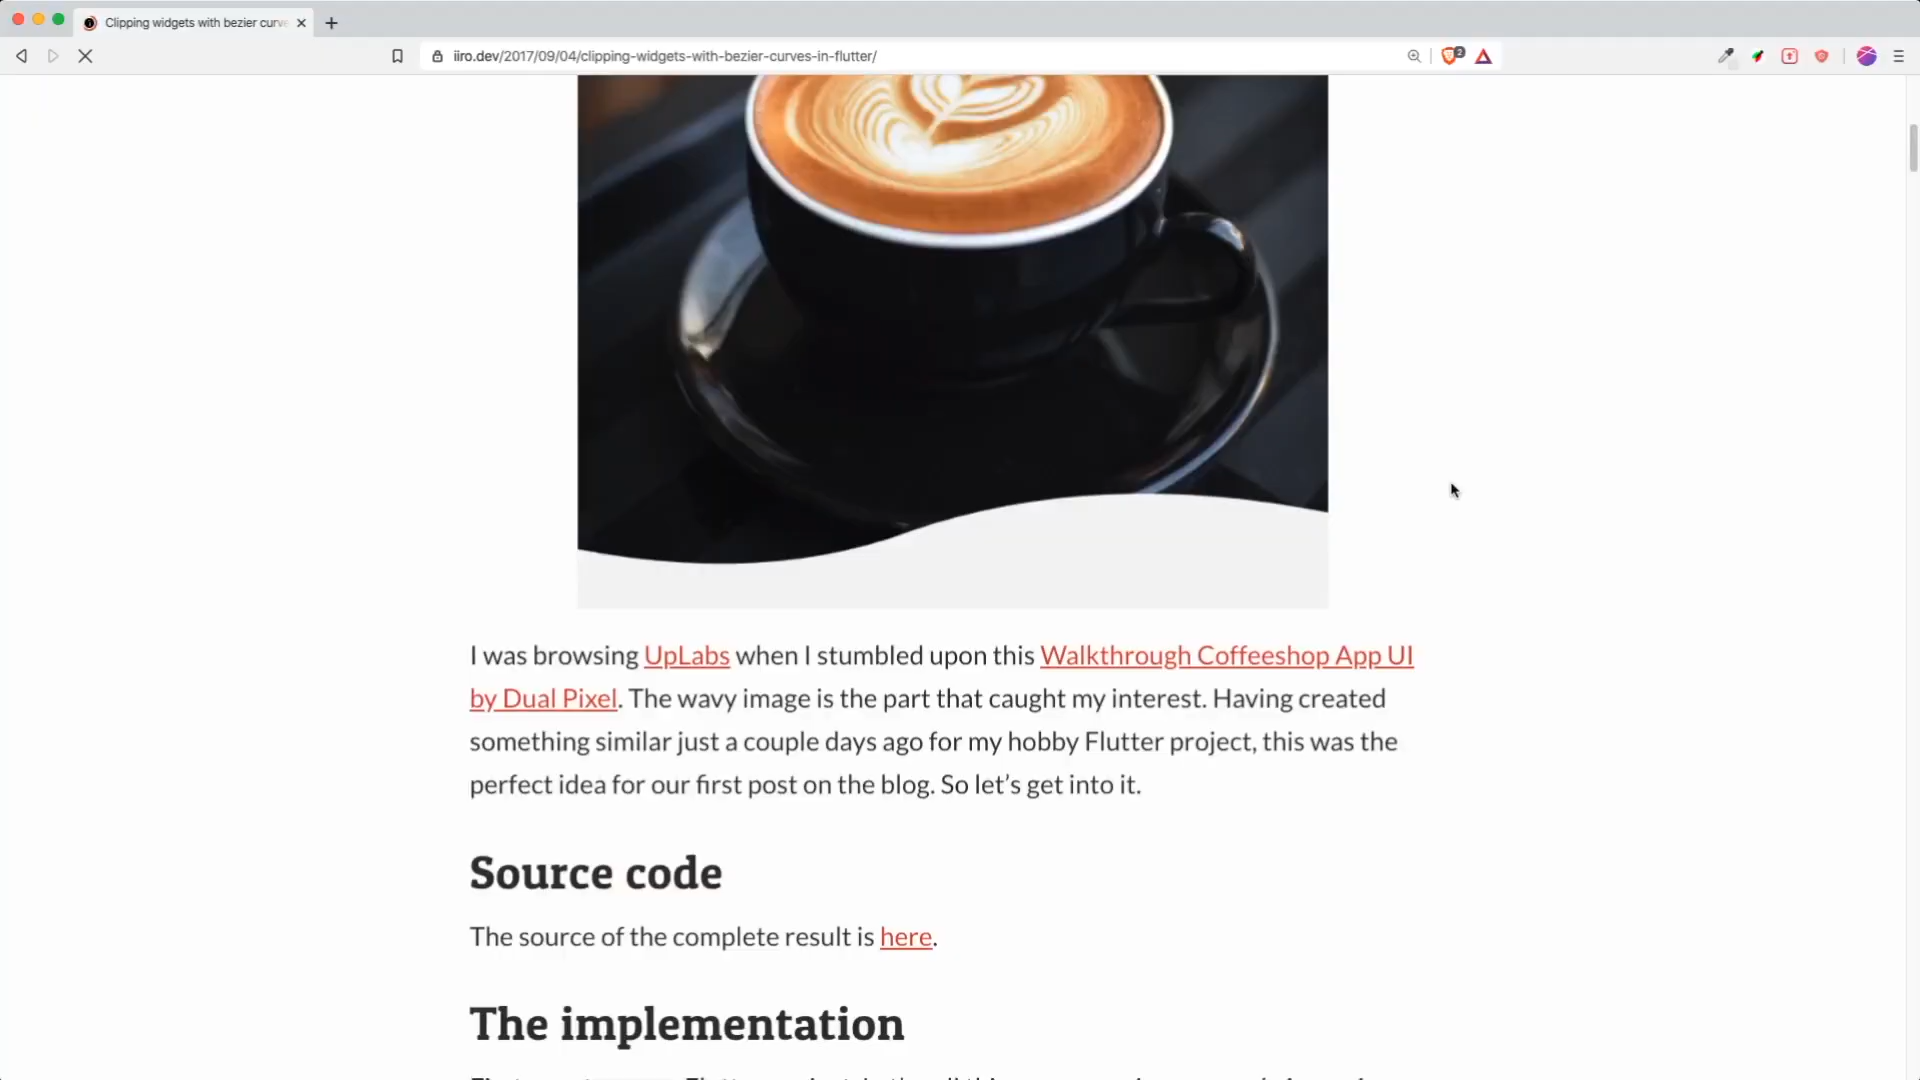 Clipping widgets with bezier curve
iiro.dev/2017/09/04/clipping-widgets-with-bezier-curves-in-flutter/
2
I was browsing UpLabs when I stumbled upon this Walkthrough Coffeeshop App UI
by Dual Pixel. The wavy image is the part that caught my interest. Having created
something similar just a couple days ago for my hobby Flutter project, this was the
perfect idea for our first post on the blog. So let’s get into it.
Source code
The source of the complete result is here.
The implementation